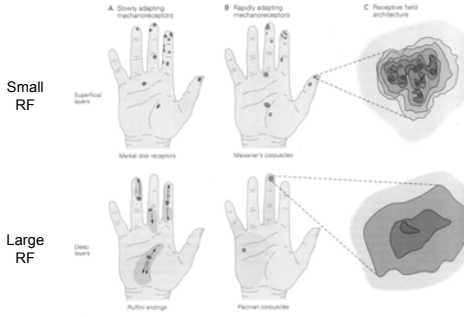 A Slowly adapting
mechanoreceptors
B Rapidly adapting
mechanoreceptors
C Receptive field
architecture
Small
RF
Superficial
layers
Merkel disk receptors
Meissner's corpuscles
Large
RF
Deep
layers
Ruffini endings
Pacinian corpuscles